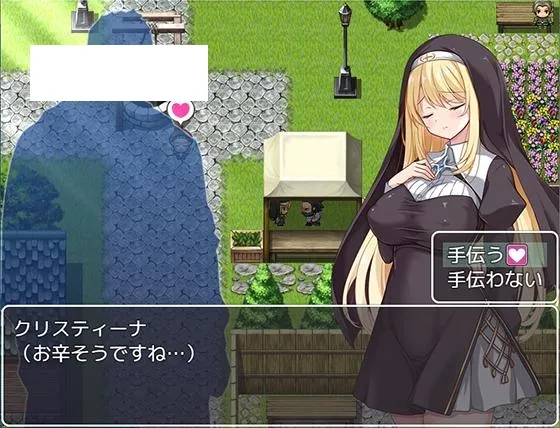 手伝う
手伝わない
クリスティーナ
（お辛そうですね…）